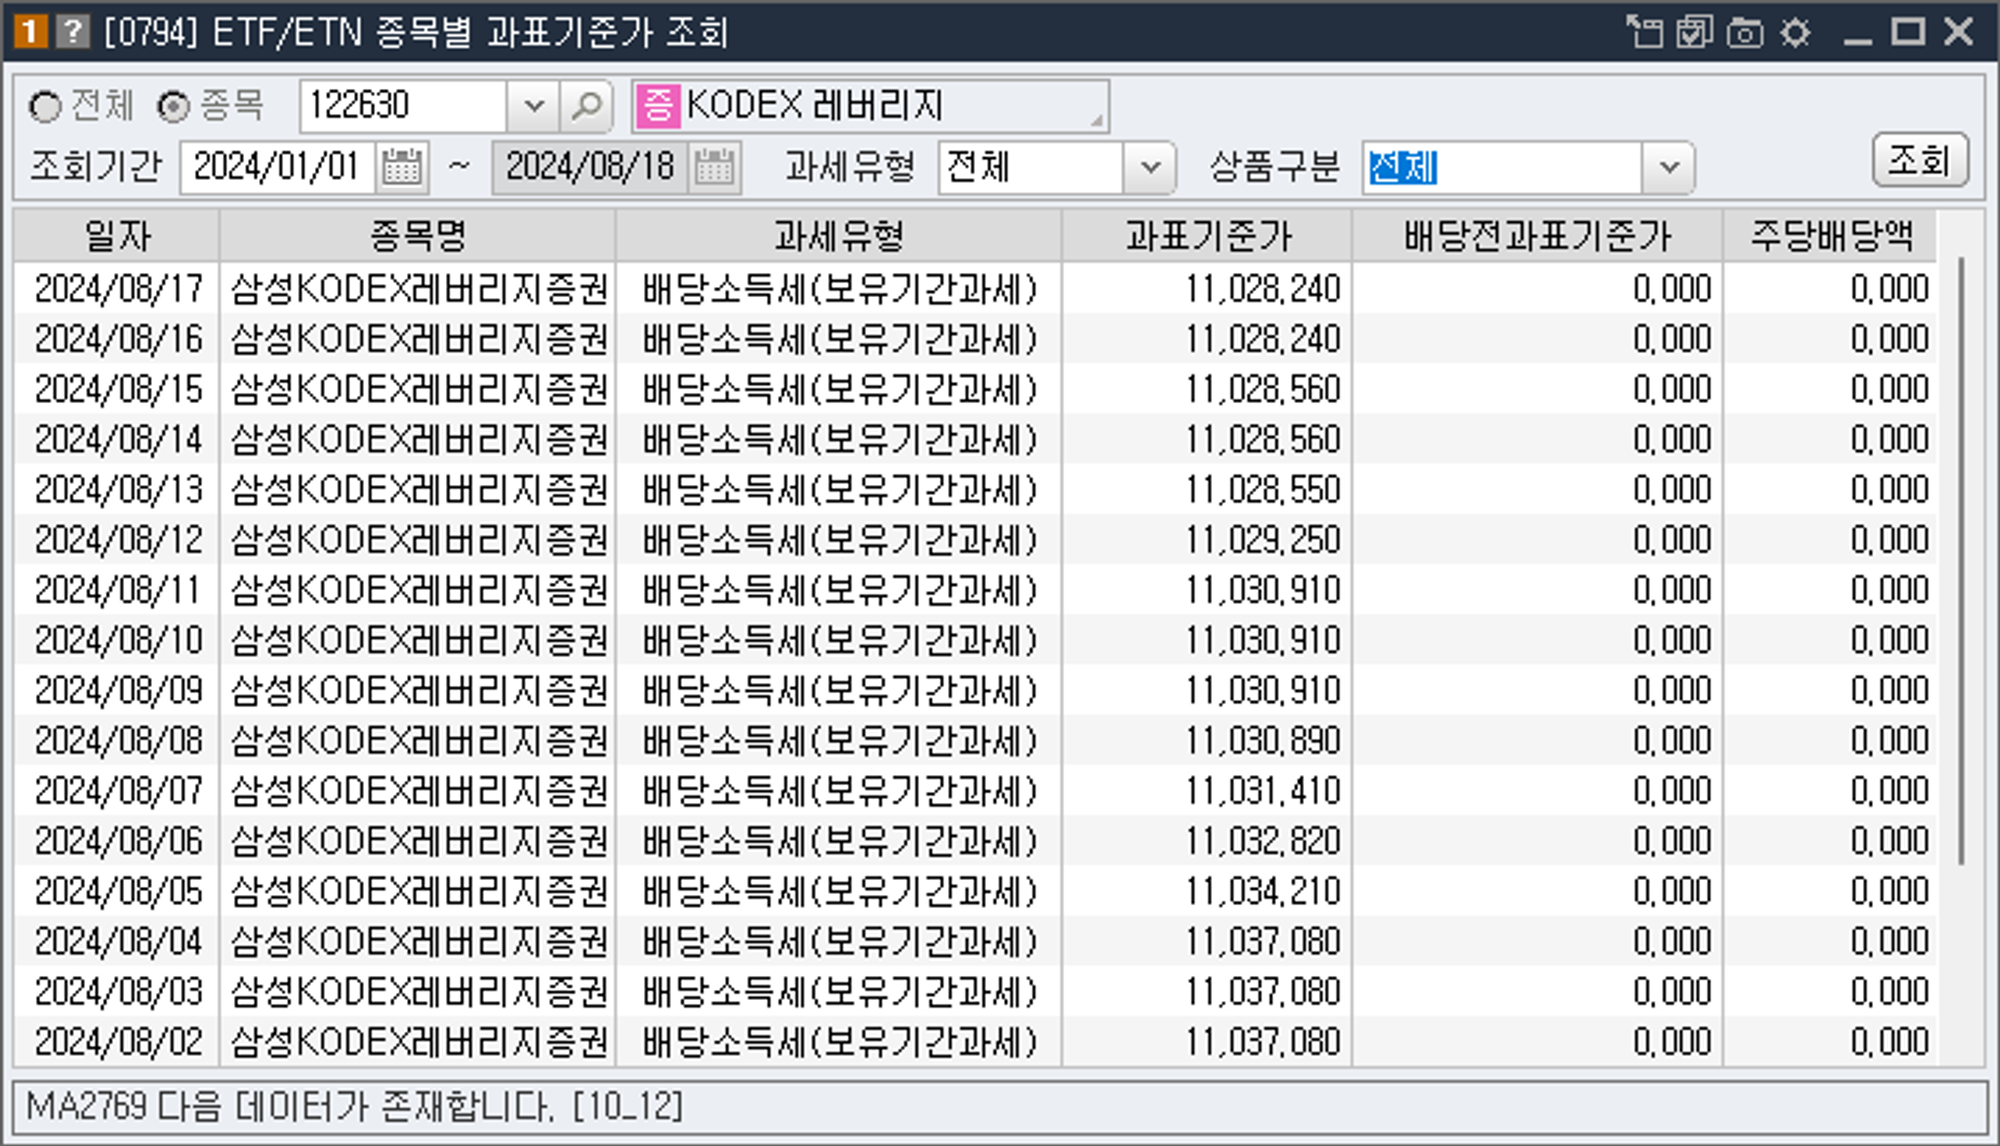 1 ? [0794] ETF/ETN 종목별 과표기준가 조회
전체 종목 122630 증 KODEX 레버리지
조회기간 2024/01/01 ~ 2024/08/18 과세유형 전체 상품구분 전체 조회
일자 종목명 과세유형 과표기준가 배당전과표기준가 주당배당액
2024/08/17 삼성KODEX레버리지증권 배당소득세(보유기간과세) 11,028.240 0.000 0.000
2024/08/16 삼성KODEX레버리지증권 배당소득세(보유기간과세) 11,028.240 0.000 0.000
2024/08/15 삼성KODEX레버리지증권 배당소득세(보유기간과세) 11,028.560 0.000 0.000
2024/08/14 삼성KODEX레버리지증권 배당소득세(보유기간과세) 11,028.560 0.000 0.000
2024/08/13 삼성KODEX레버리지증권 배당소득세(보유기간과세) 11,028.550 0.000 0.000
2024/08/12 삼성KODEX레버리지증권 배당소득세(보유기간과세) 11,029.250 0.000 0.000
2024/08/11 삼성KODEX레버리지증권 배당소득세(보유기간과세) 11,030.910 0.000 0.000
2024/08/10 삼성KODEX레버리지증권 배당소득세(보유기간과세) 11,030.910 0.000 0.000
2024/08/09 삼성KODEX레버리지증권 배당소득세(보유기간과세) 11,030.910 0.000 0.000
2024/08/08 삼성KODEX레버리지증권 배당소득세(보유기간과세) 11,030.890 0.000 0.000
2024/08/07 삼성KODEX레버리지증권 배당소득세(보유기간과세) 11,031.410 0.000 0.000
2024/08/06 삼성KODEX레버리지증권 배당소득세(보유기간과세) 11,032.820 0.000 0.000
2024/08/05 삼성KODEX레버리지증권 배당소득세(보유기간과세) 11,034.210 0.000 0.000
2024/08/04 삼성KODEX레버리지증권 배당소득세(보유기간과세) 11,037.080 0.000 0.000
2024/08/03 삼성KODEX레버리지증권 배당소득세(보유기간과세) 11,037.080 0.000 0.000
2024/08/02 삼성KODEX레버리지증권 배당소득세(보유기간과세) 11,037.080 0.000 0.000
MA2769 다음 데이터가 존재합니다. [10_12]